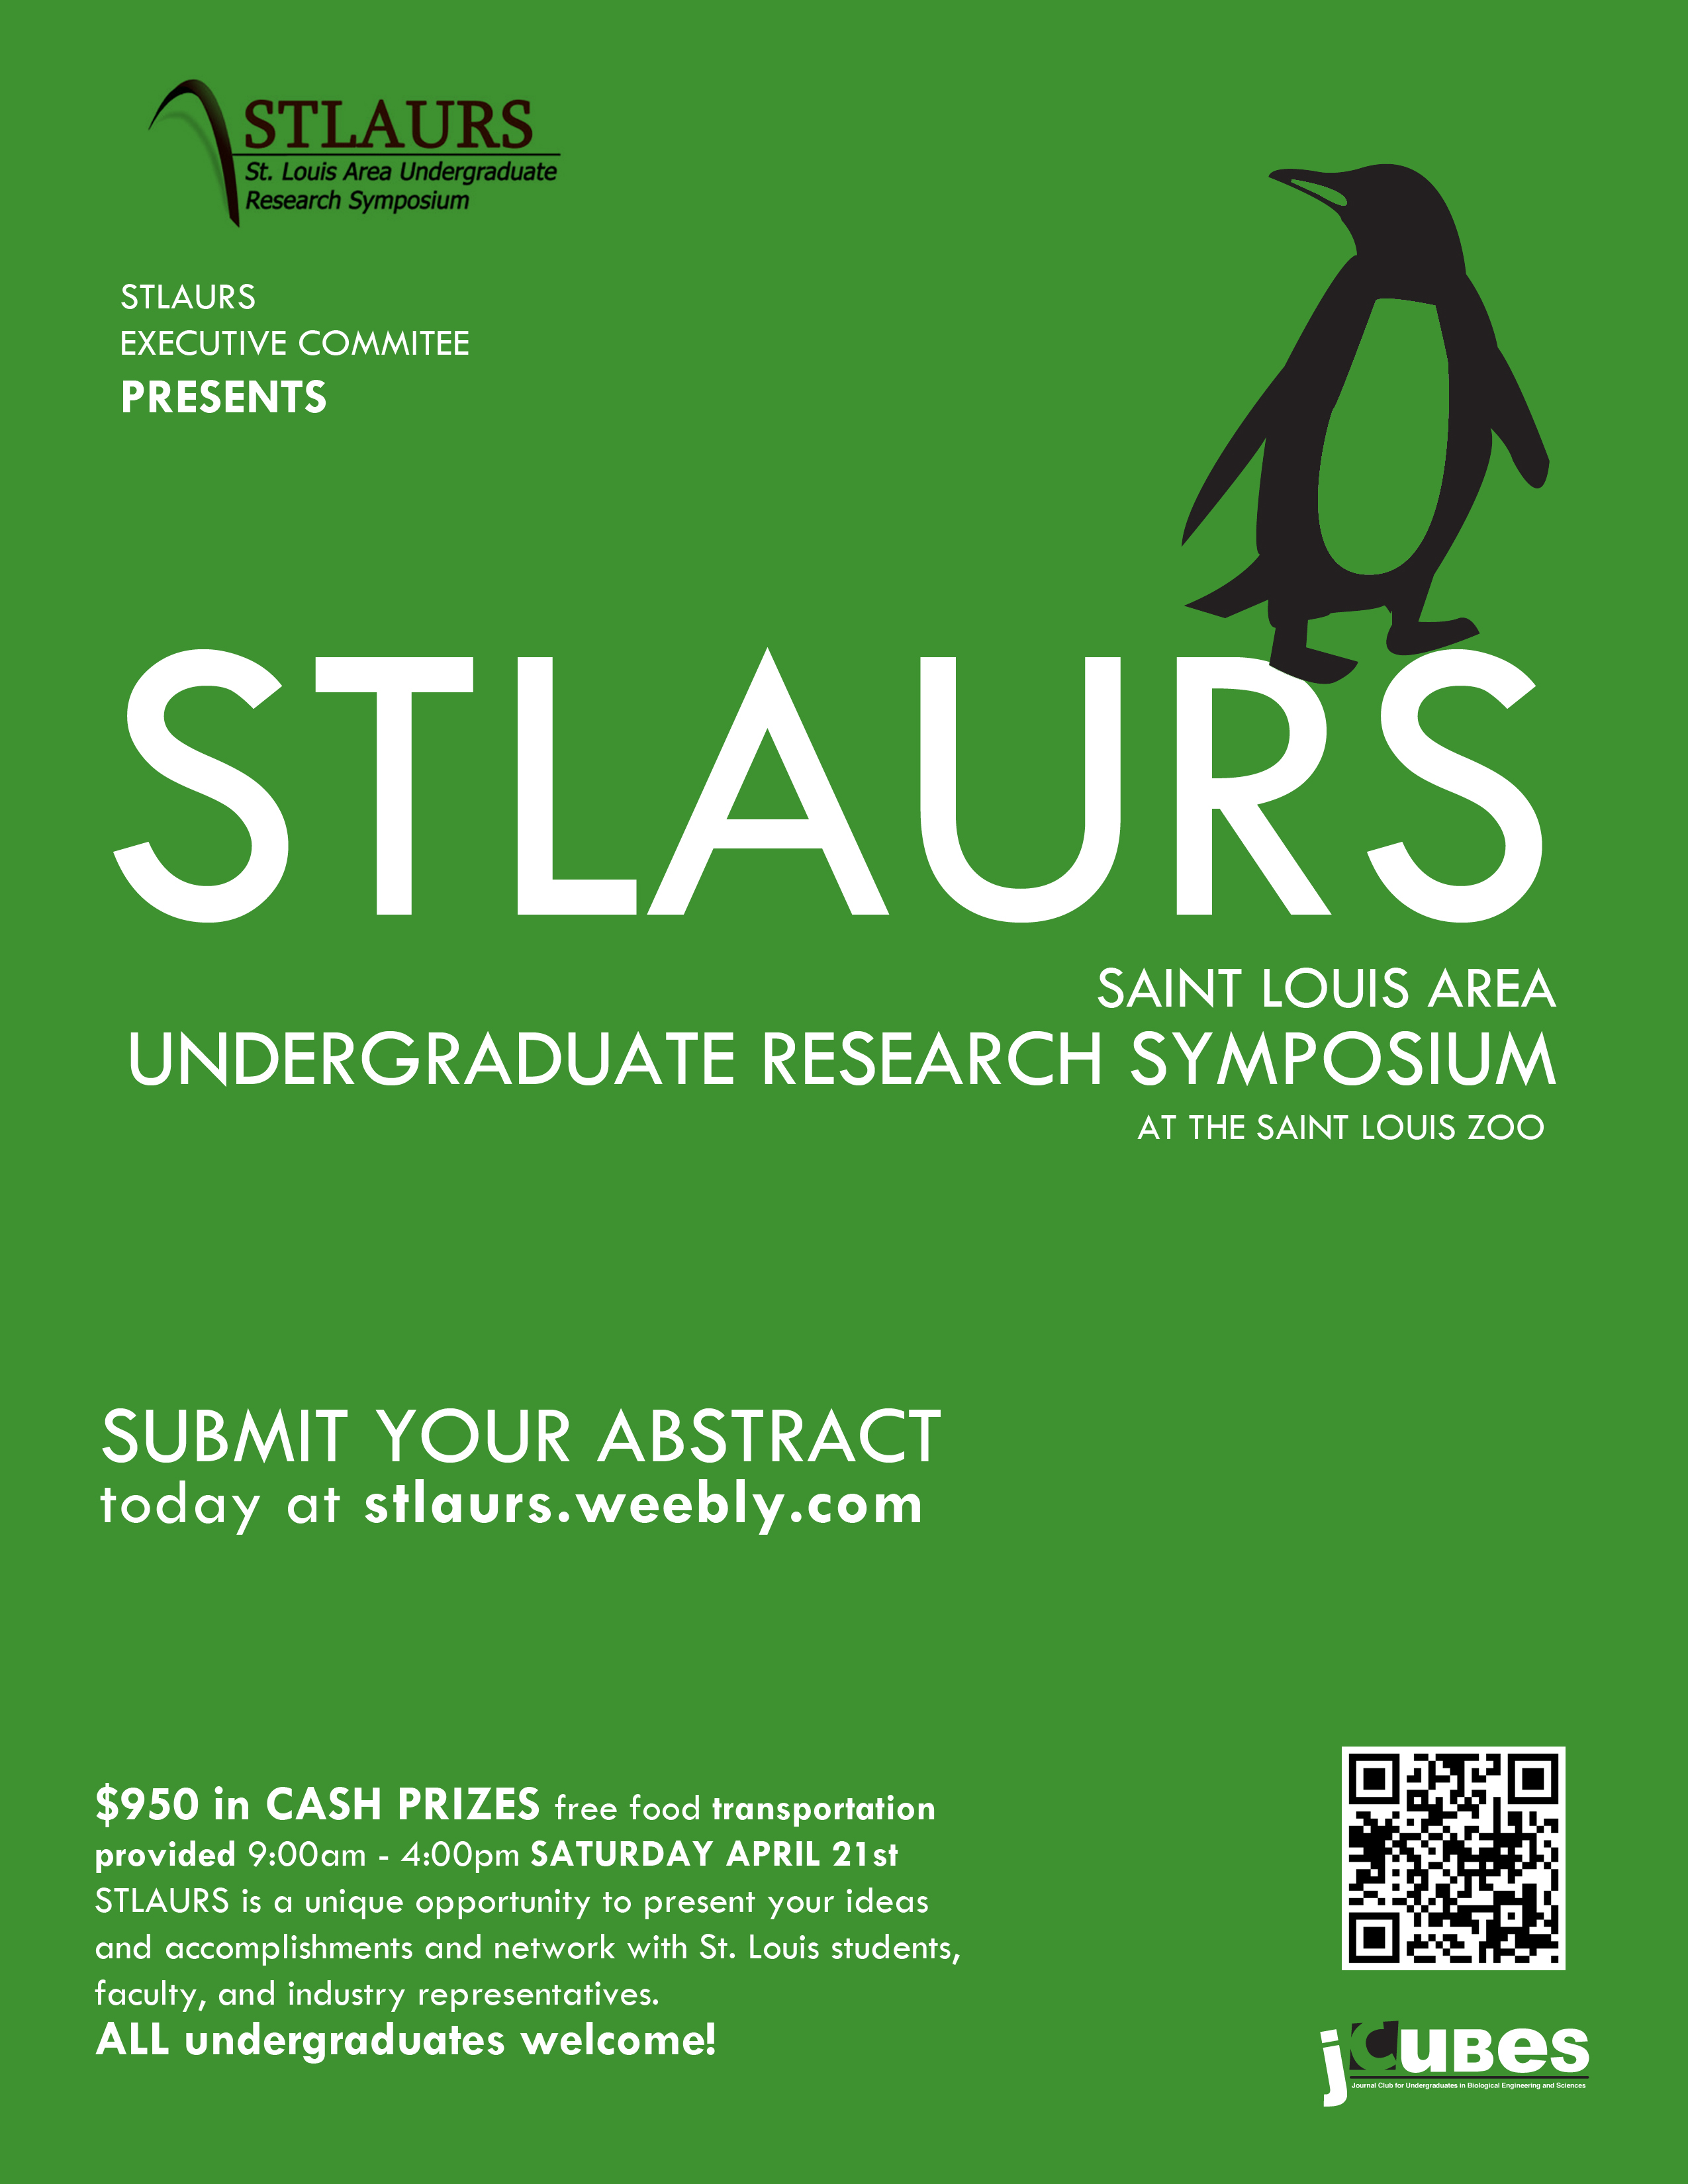 STLAURS
St. Louis Area Undergraduate
Research Symposium
STLAURS
EXECUTIVE COMMITEE
PRESENTS
STLAURS
SAINT LOUIS AREA
UNDERGRADUATE RESEARCH SYMPOSIUM
AT THE SAINT LOUIS ZOO
SUBMIT YOUR ABSTRACT
today at stlaurs.weebly.com
$950 in CASH PRIZES free food transportation
provided 9:00am - 4:00pm SATURDAY APRIL 21st
STLAURS is a unique opportunity to present your ideas
and accomplishments and network with St. Louis students,
faculty, and industry representatives.
ALL undergraduates welcome!
jCUBES
Journal Club for Undergraduates in Biological Engineering and Sciences